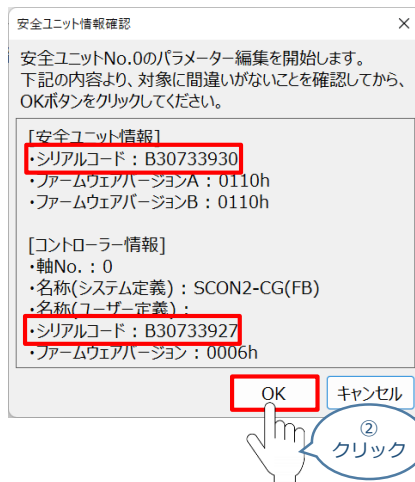 安全ユニット情報確認
安全ユニットNo.0のパラメーター編集を開始します。
下記の内容より、対象に間違いがないことを確認してから、
OKボタンをクリックしてください。
[安全ユニット情報]
・シリアルコード：B30733930
・ファームウェアバージョンA：0110h
・ファームウェアバージョンB：0110h
[コントローラー情報]
・軸No.：0
・名称(システム定義)：SCON2-CG(FB)
・名称(ユーザー定義)：
・シリアルコード：B30733927
・ファームウェアバージョン：0006h
OK キャンセル
②
クリック